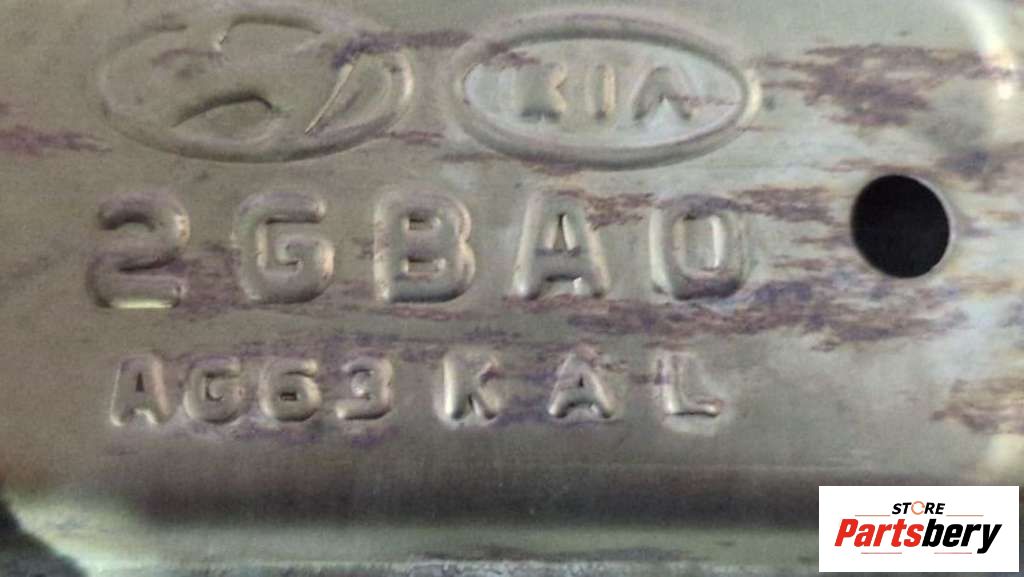 KIA
2GBA0
AG63 KAL
STORE
Partsbery